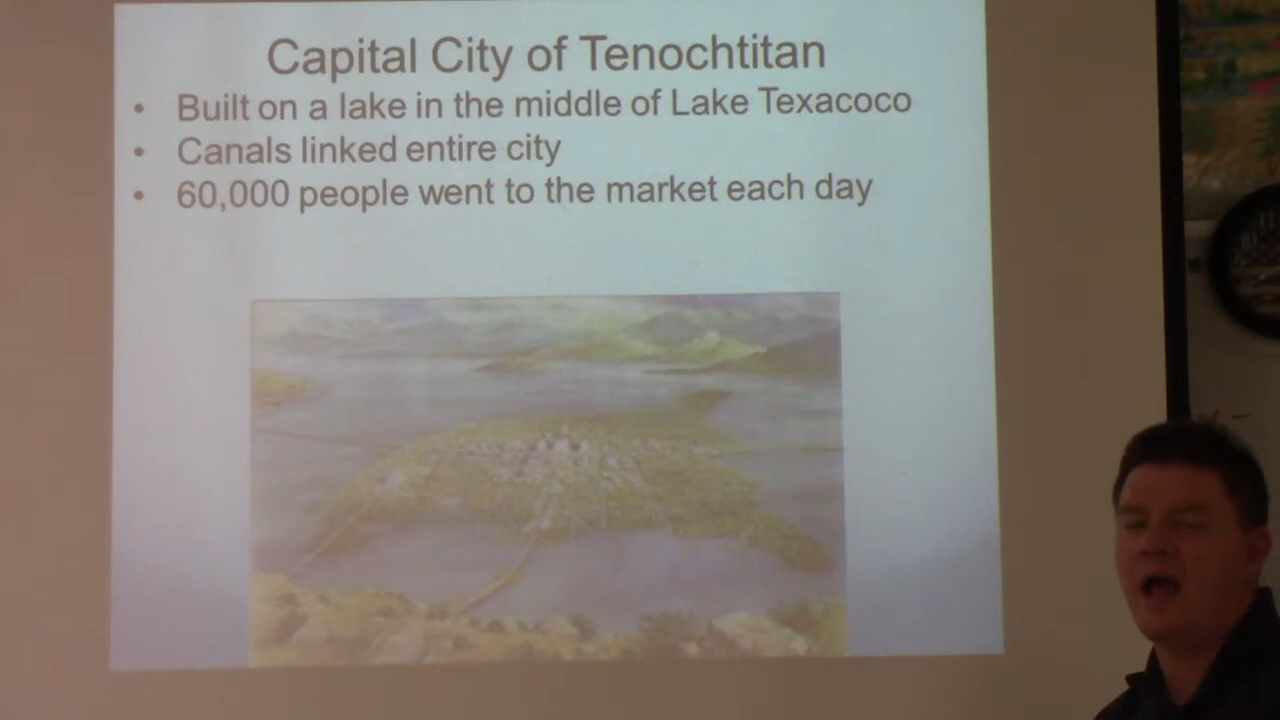 Capital City of Tenochtitan
• Built on a lake in the middle of Lake Texacoco
• Canals linked entire city
• 60,000 people went to the market each day